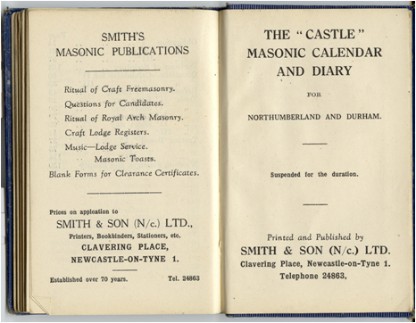 SMITH'S
MASONIC PUBLICATIONS
Ritual of Craft Freemasonry.
Questions for Candidates.
Ritual of Royal Arch Masonry.
Craft Lodge Registers.
Music—Lodge Service.
Masonic Toasts.
Blank Forms for Clearance Certificates.
Prices on application to
SMITH & SON (N/c.) LTD.,
Printers, Bookbinders, Stationers, etc.
CLAVERING PLACE,
NEWCASTLE-ON-TYNE 1.
Established over 70 years. Tel. 24863
THE "CASTLE"
MASONIC CALENDAR
AND DIARY
FOR
NORTHUMBERLAND AND DURHAM.
Suspended for the duration.
Printed and Published by
SMITH & SON (N/c.) LTD.
Clavering Place, Newcastle-on-Tyne 1.
Telephone 24863,